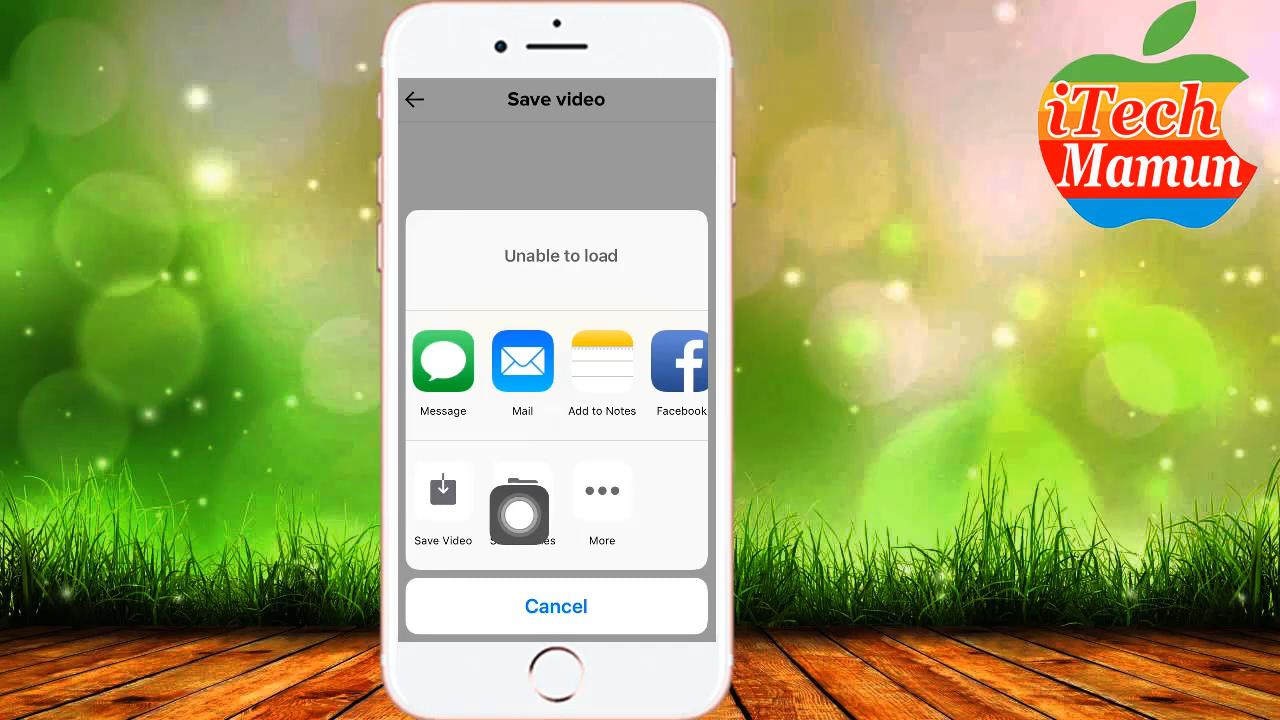 Save video
iTech
Mamun
Unable to load
Message
Mail
Add to Notes
Facebook
Save Video
More
Cancel